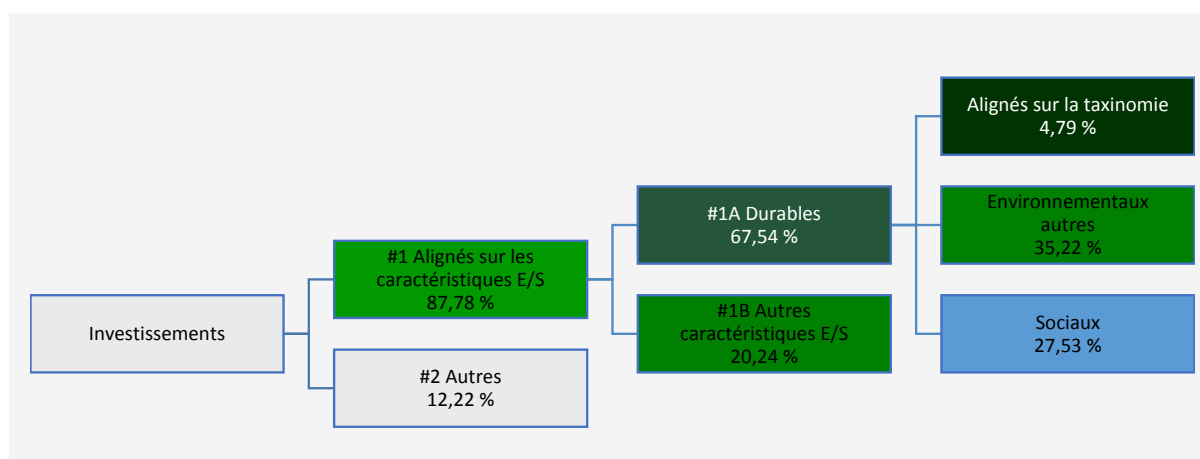 Investissements
#1 Alignés sur les
caractéristiques E/S
87,78 %
#2 Autres
12,22 %
#1A Durables
67,54 %
#1B Autres
caractéristiques E/S
20,24 %
Alignés sur la taxinomie
4,79 %
Environnementaux
autres
35,22 %
Sociaux
27,53 %